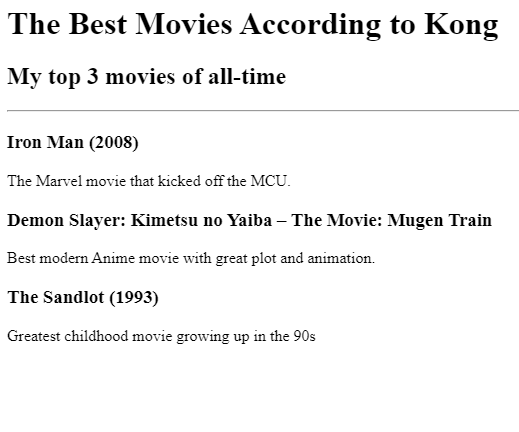 The Best Movies According to Kong
My top 3 movies of all-time
Iron Man (2008)
The Marvel movie that kicked off the MCU.
Demon Slayer: Kimetsu no Yaiba – The Movie: Mugen Train
Best modern Anime movie with great plot and animation.
The Sandlot (1993)
Greatest childhood movie growing up in the 90s